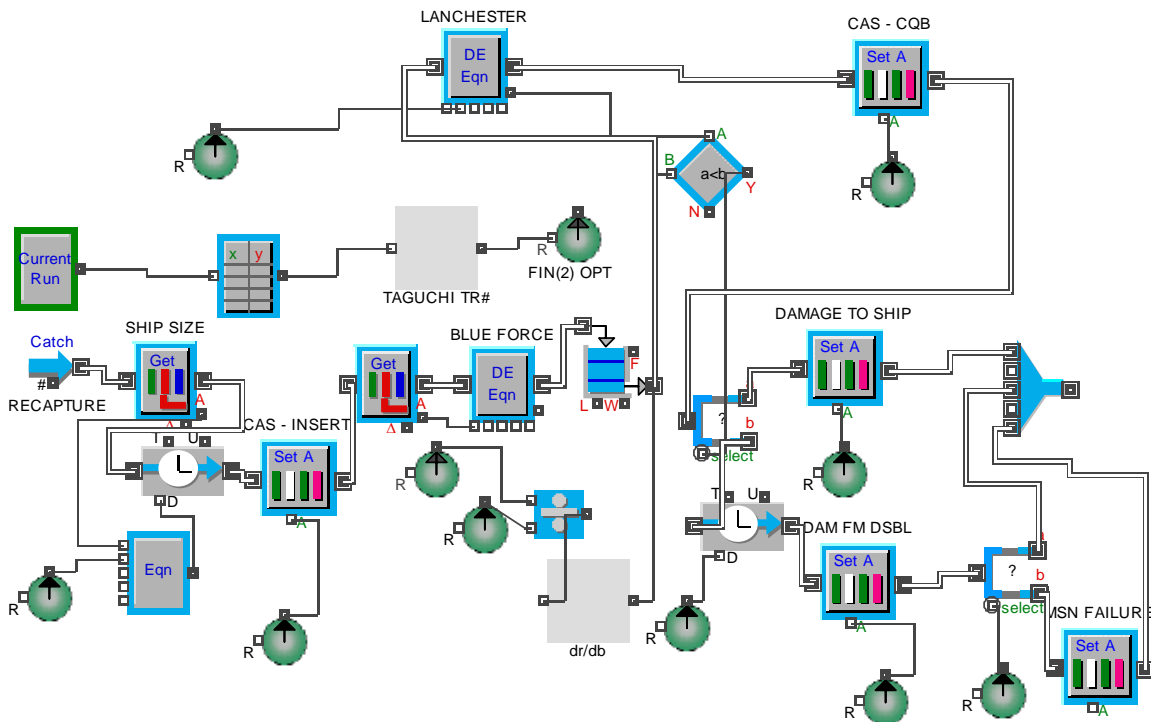 LANCHESTER
CAS - CQB
DE
Eqn
Set A
A
R
A
B
a<b
Y
N
R
Current
Run
x y
TAGUCHI TR#
R
FIN(2) OPT
SHIP SIZE
BLUE FORCE
DAMAGE TO SHIP
Catch
#
RECAPTURE
Get
A
Δ
Get
A
Δ
DE
Eqn
F
L W
Set A
A
?
b
select
R
CAS - INSERT
T U
D
Set A
A
R
R
T U
D
DAM FM DSBL
Set A
A
?
a
b
select
MSN FAILURE
Set A
A
Eqn
R
R
dr/db
R
R
R